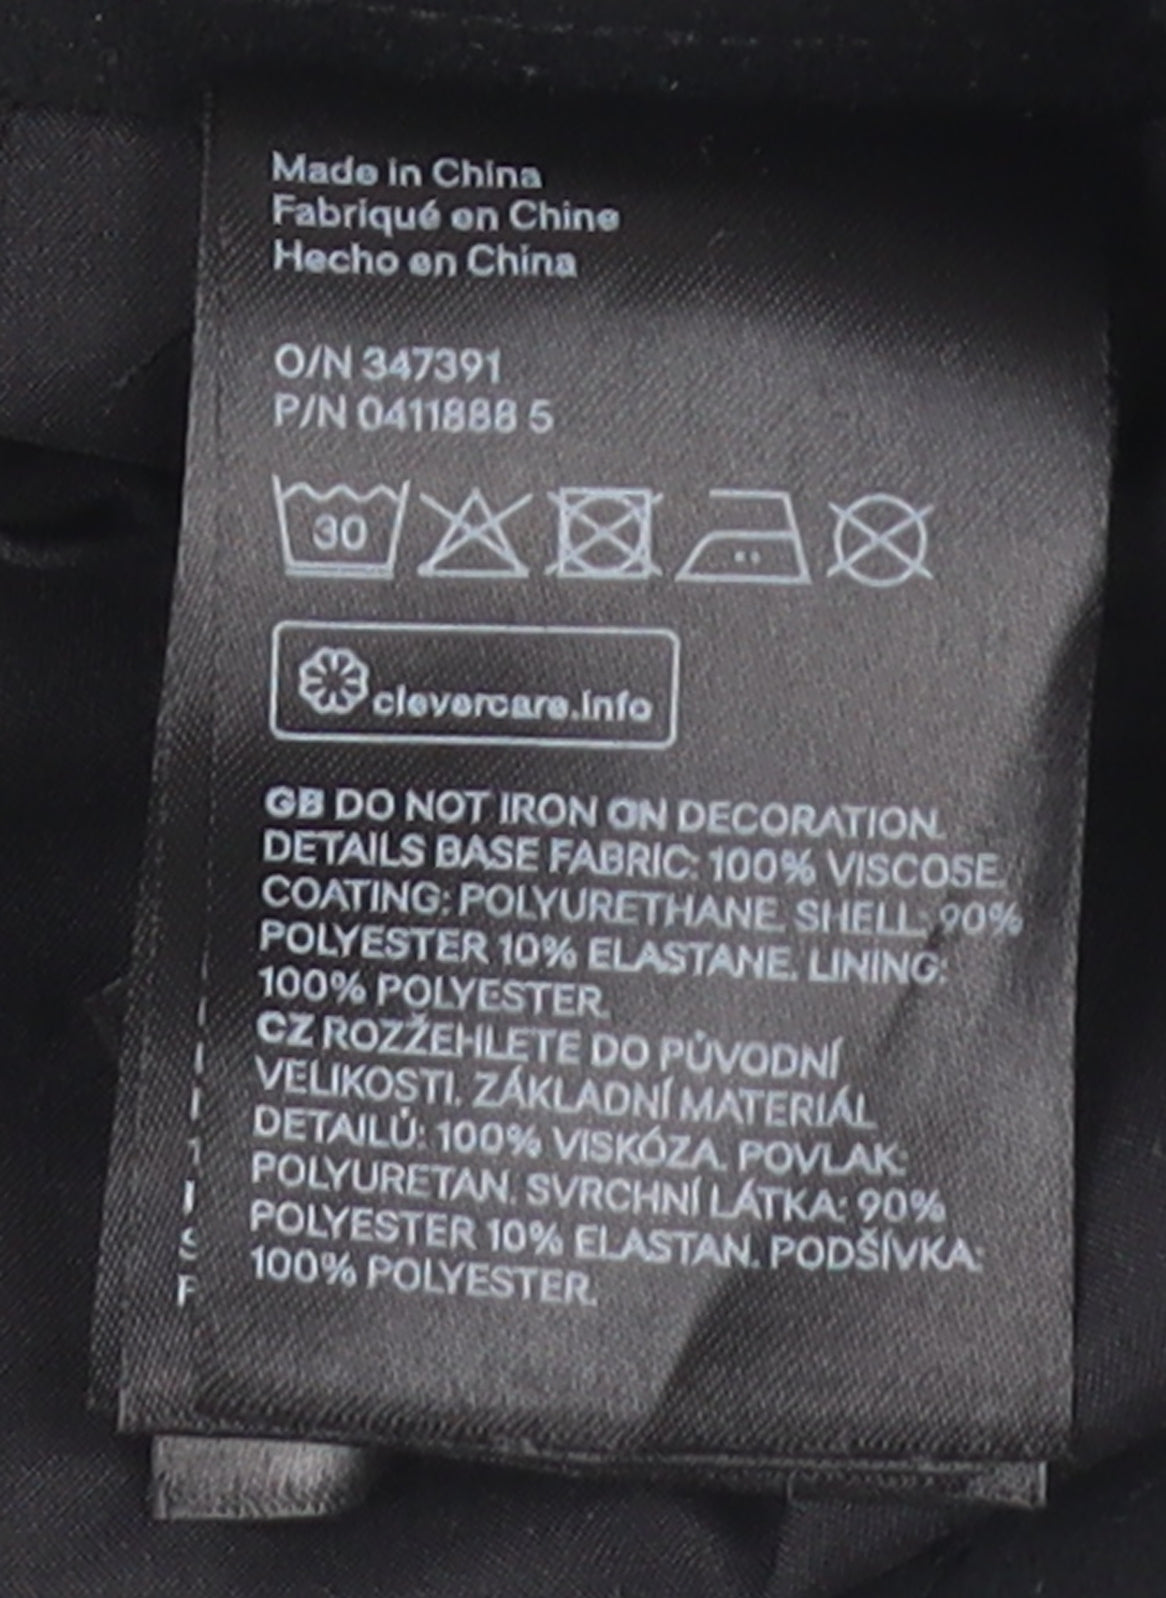 Made in China
Fabriqué en Chine
Hecho en China
O/N 347391
P/N 0411888 5
30
clevercare.info
GB DO NOT IRON ON DECORATION.
DETAILS BASE FABRIC: 100% VISCOSE.
COATING: POLYURETHANE. SHELL: 90%
POLYESTER 10% ELASTANE. LINING:
100% POLYESTER.
CZ ROZŽEHLETE DO PŮVODNÍ
VELIKOSTI. ZÁKLADNÍ MATERIÁL
DETAILŮ: 100% VISKÓZA. POVLAK:
POLYURETAN. SVRCHNÍ LÁTKA: 90%
POLYESTER 10% ELASTAN. PODŠÍVKA:
100% POLYESTER.